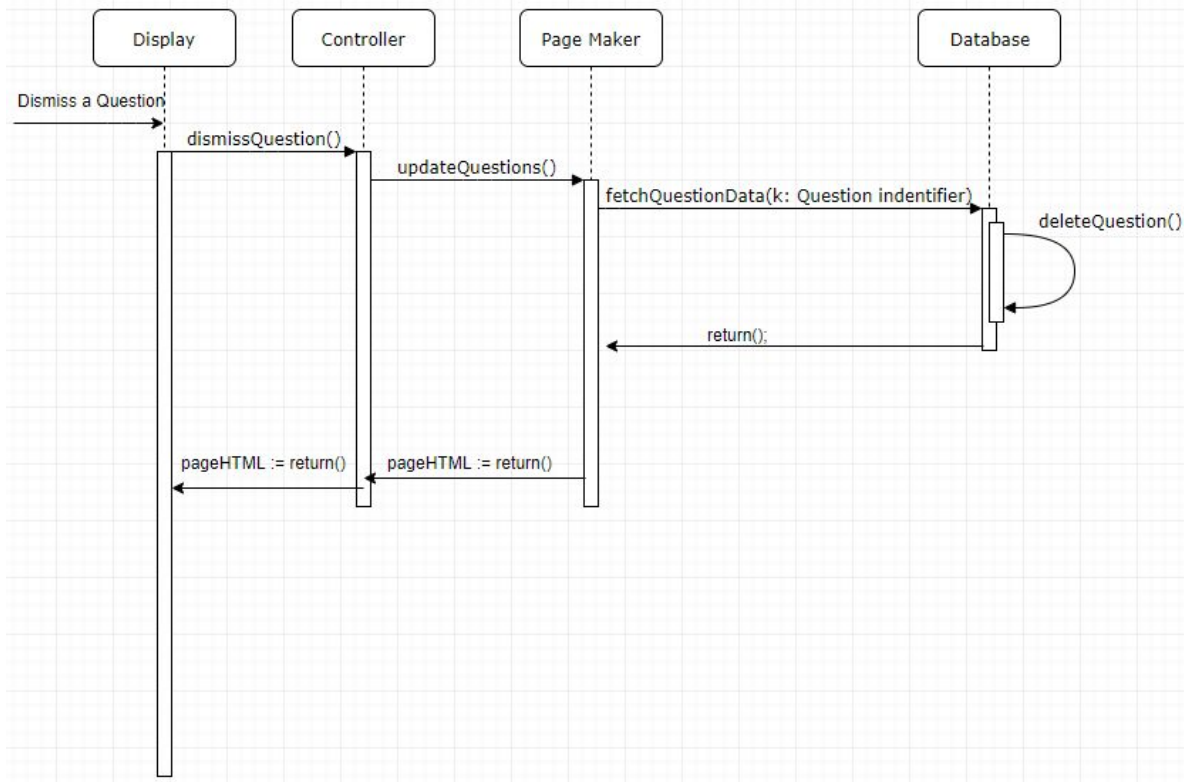 Display
Controller
Page Maker
Database
Dismiss a Question
dismissQuestion()
updateQuestions()
fetchQuestionData(k: Question indentifier)
deleteQuestion()
return();
pageHTML := return()
pageHTML := return()